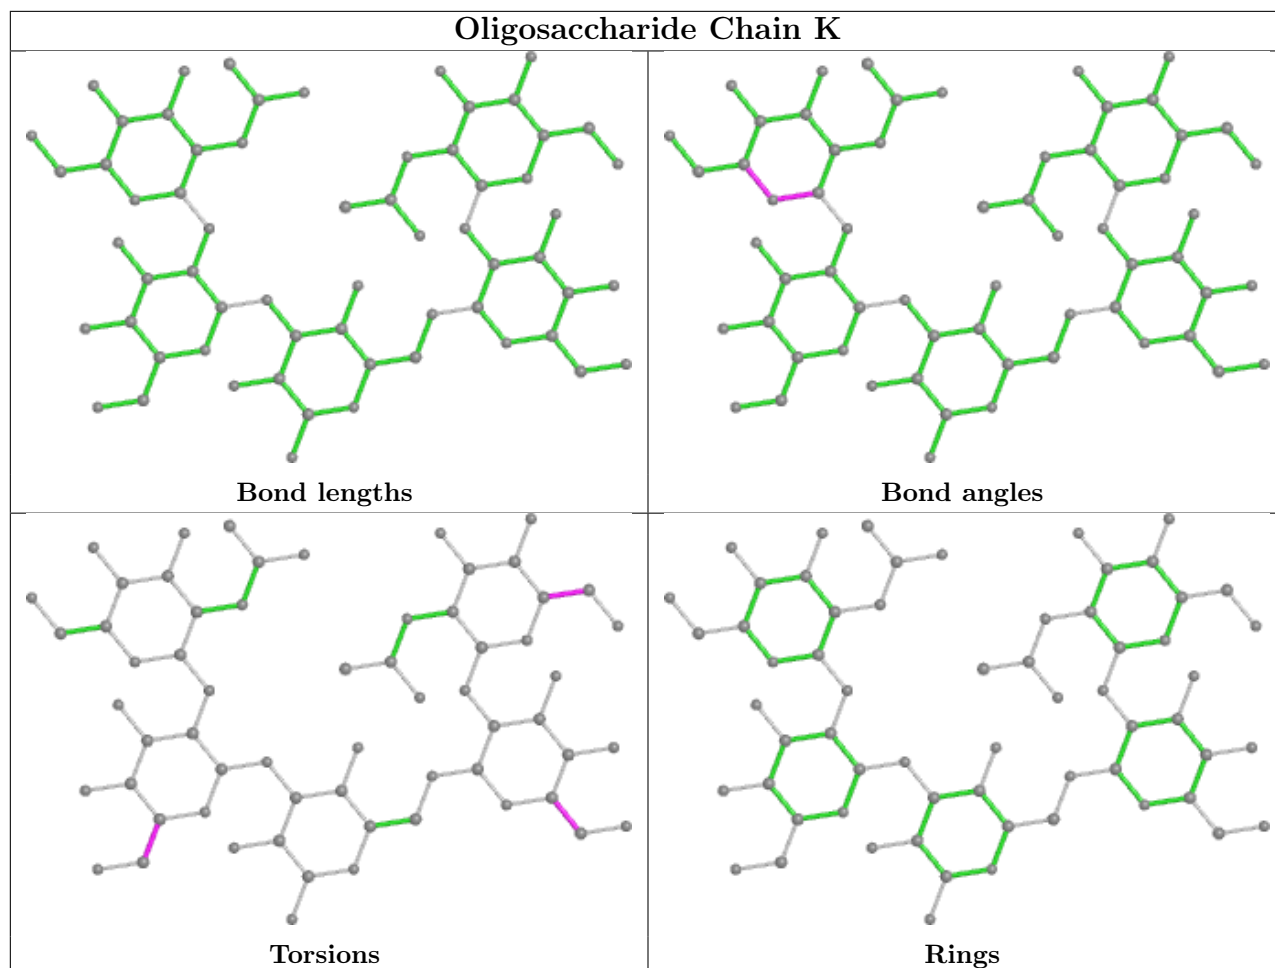 Oligosaccharide Chain K
Bond lengths
Bond angles
Torsions
Rings